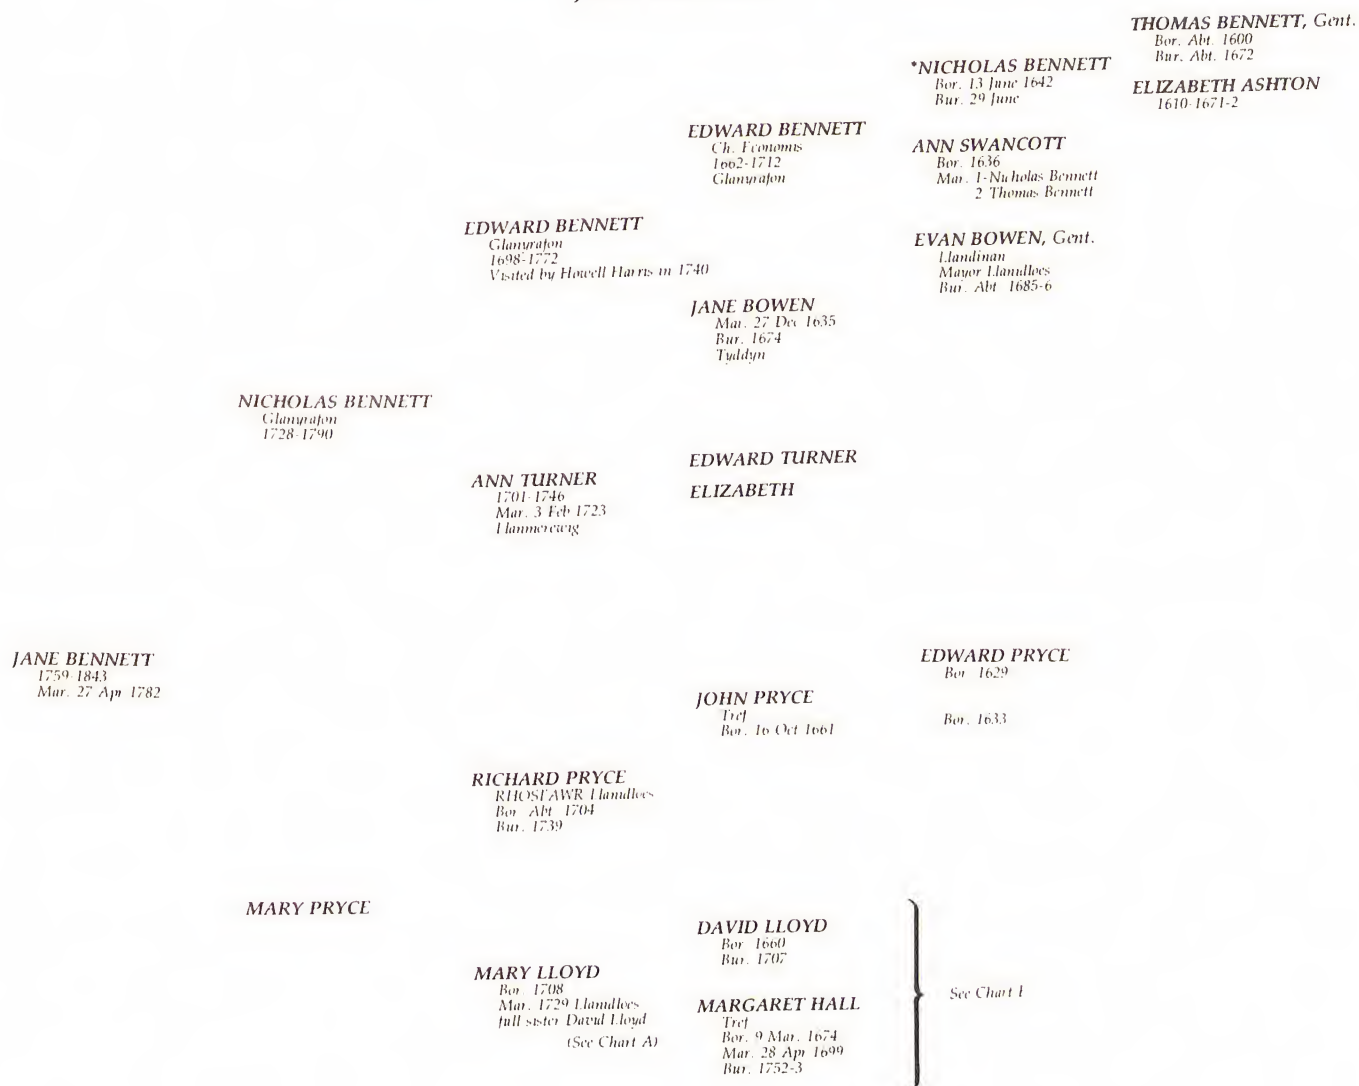 THOMAS BENNETT, Gent.
Bor. Abt. 1600
Bur. Abt. 1672
*NICHOLAS BENNETT
Bor. 13 June 1642
Bur. 29 June
ELIZABETH ASHTON
1610-1671-2
EDWARD BENNETT
Ch. Economus
1662-1712
Glanyrafon
ANN SWANCOTT
Bor. 1636
Mar. 1-Nicholas Bennett
2 Thomas Bennett
EDWARD BENNETT
Glanyrafon
1698-1772
Visited by Howell Harris in 1740
EVAN BOWEN, Gent.
Llandinan
Mayor Llanidloes
Bur. Abt 1685-6
JANE BOWEN
Mar. 27 Dec 1635
Bur. 1674
Tyddyn
NICHOLAS BENNETT
Glanyrafon
1728-1790
ANN TURNER
1701-1746
Mar. 3 Feb 1723
Llanmerewig
EDWARD TURNER
ELIZABETH
JANE BENNETT
1759-1843
Mar. 27 Apr 1782
EDWARD PRYCE
Bor 1629
Bor. 1633
JOHN PRYCE
Tref
Bor. 16 Oct 1661
RICHARD PRYCE
RHOSFAWR Llanidloes
Bor Abt 1704
Bur. 1739
MARY PRYCE
DAVID LLOYD
Bor 1660
Bur. 1707
MARY LLOYD
Bor. 1708
Mar. 1729 Llanidloes
full sister David Lloyd
(See Chart A)
MARGARET HALL
Tref
Bor. 9 Mar. 1674
Mar. 28 Apr 1699
Bur. 1752-3
See Chart